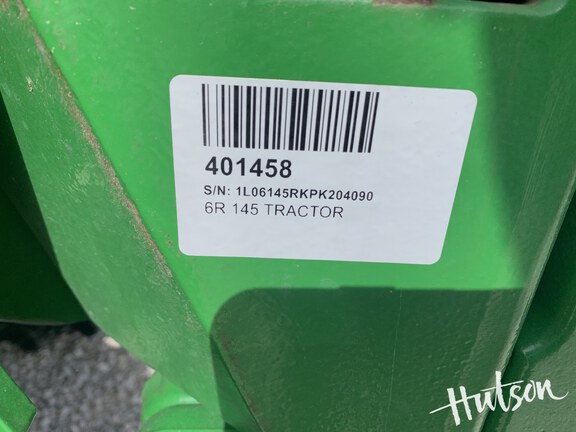 401458
S/N: 1L06145RKPK204090
6R 145 TRACTOR
Hutson